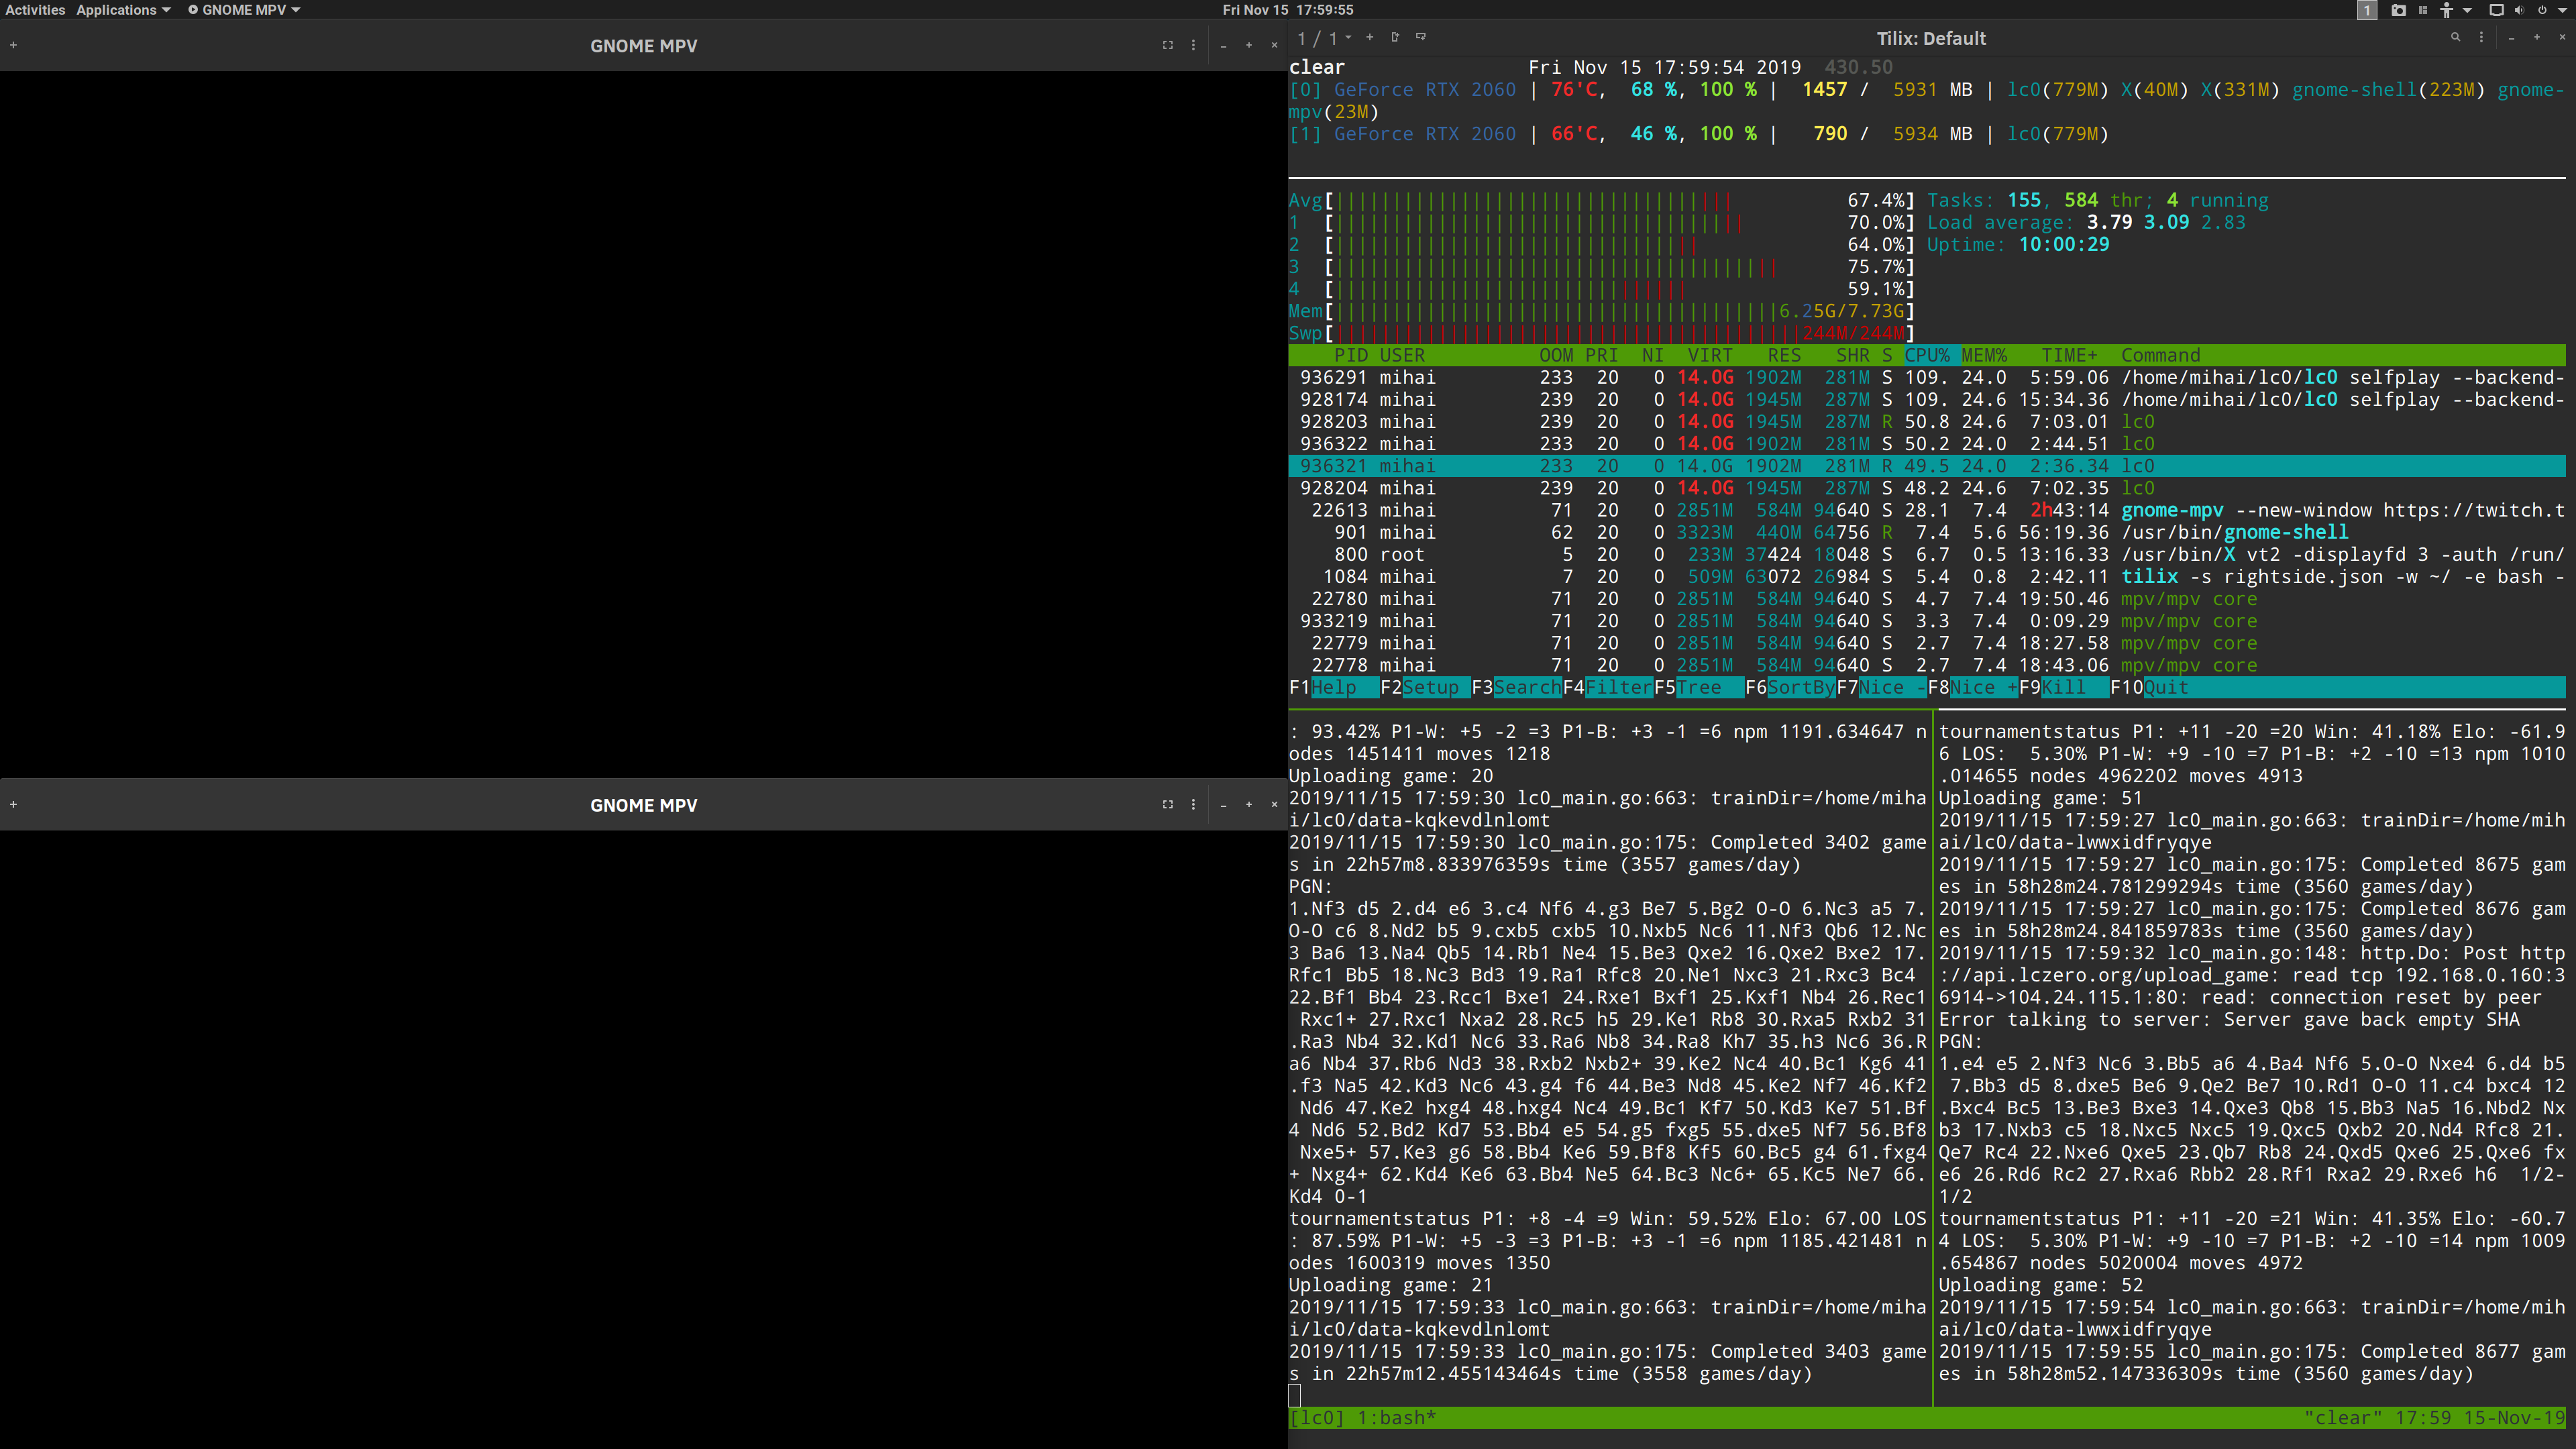 Activities Applications GNOME MPV Fri Nov 15 17:59:55 1
GNOME MPV
GNOME MPV
1 / 1 Tilix: Default
clear Fri Nov 15 17:59:54 2019 430.50
[0] GeForce RTX 2060 | 76'C, 68 %, 100 % | 1457 / 5931 MB | lc0(779M) X(40M) X(331M) gnome-shell(223M) gnome-
mpv(23M)
[1] GeForce RTX 2060 | 66'C, 46 %, 100 % | 790 / 5934 MB | lc0(779M)
Avg[ 67.4%] Tasks: 155, 584 thr; 4 running
1 [ 70.0%] Load average: 3.79 3.09 2.83
2 [ 64.0%] Uptime: 10:00:29
3 [ 75.7%]
4 [ 59.1%]
Mem[ 6.25G/7.73G]
Swp[ 244M/244M]
PID USER OOM PRI NI VIRT RES SHR S CPU% MEM% TIME+ Command
936291 mihai 233 20 0 14.0G 1902M 281M S 109. 24.0 5:59.06 /home/mihai/lc0/lc0 selfplay --backend-
928174 mihai 239 20 0 14.0G 1945M 287M S 109. 24.6 15:34.36 /home/mihai/lc0/lc0 selfplay --backend-
928203 mihai 239 20 0 14.0G 1945M 287M R 50.8 24.6 7:03.01 lc0
936322 mihai 233 20 0 14.0G 1902M 281M S 50.2 24.0 2:44.51 lc0
936321 mihai 233 20 0 14.0G 1902M 281M R 49.5 24.0 2:36.34 lc0
928204 mihai 239 20 0 14.0G 1945M 287M S 48.2 24.6 7:02.35 lc0
22613 mihai 71 20 0 2851M 584M 94640 S 28.1 7.4 2h43:14 gnome-mpv --new-window https://twitch.t
901 mihai 62 20 0 3323M 440M 64756 R 7.4 5.6 56:19.36 /usr/bin/gnome-shell
800 root 5 20 0 233M 37424 18048 S 6.7 0.5 13:16.33 /usr/bin/X vt2 -displayfd 3 -auth /run/
1084 mihai 7 20 0 509M 63072 26984 S 5.4 0.8 2:42.11 tilix -s rightside.json -w ~/ -e bash -
22780 mihai 71 20 0 2851M 584M 94640 S 4.7 7.4 19:50.46 mpv/mpv core
933219 mihai 71 20 0 2851M 584M 94640 S 3.3 7.4 0:09.29 mpv/mpv core
22779 mihai 71 20 0 2851M 584M 94640 S 2.7 7.4 18:27.58 mpv/mpv core
22778 mihai 71 20 0 2851M 584M 94640 S 2.7 7.4 18:43.06 mpv/mpv core
F1Help F2Setup F3SearchF4FilterF5Tree F6SortByF7Nice -F8Nice +F9Kill F10Quit
: 93.42% P1-W: +5 -2 =3 P1-B: +3 -1 =6 npm 1191.634647 n
odes 1451411 moves 1218
Uploading game: 20
2019/11/15 17:59:30 lc0_main.go:663: trainDir=/home/miha
i/lc0/data-kqkevdlnlomt
2019/11/15 17:59:30 lc0_main.go:175: Completed 3402 game
s in 22h57m8.833976359s time (3557 games/day)
PGN:
1.Nf3 d5 2.d4 e6 3.c4 Nf6 4.g3 Be7 5.Bg2 O-O 6.Nc3 a5 7.
O-O c6 8.Nd2 b5 9.cxb5 cxb5 10.Nxb5 Nc6 11.Nf3 Qb6 12.Nc
3 Ba6 13.Na4 Qb5 14.Rb1 Ne4 15.Be3 Qxe2 16.Qxe2 Bxe2 17.
Rfc1 Bb5 18.Nc3 Bd3 19.Ra1 Rfc8 20.Ne1 Nxc3 21.Rxc3 Bc4
22.Bf1 Bb4 23.Rcc1 Bxe1 24.Rxe1 Bxf1 25.Kxf1 Nb4 26.Rec1
Rxc1+ 27.Rxc1 Nxa2 28.Rc5 h5 29.Ke1 Rb8 30.Rxa5 Rxb2 31
.Ra3 Nb4 32.Kd1 Nc6 33.Ra6 Nb8 34.Ra8 Kh7 35.h3 Nc6 36.R
a6 Nb4 37.Rb6 Nd3 38.Rxb2 Nxb2+ 39.Ke2 Nc4 40.Bc1 Kg6 41
.f3 Na5 42.Kd3 Nc6 43.g4 f6 44.Be3 Nd8 45.Ke2 Nf7 46.Kf2
Nd6 47.Ke2 hxg4 48.hxg4 Nc4 49.Bc1 Kf7 50.Kd3 Ke7 51.Bf
4 Nd6 52.Bd2 Kd7 53.Bb4 e5 54.g5 fxg5 55.dxe5 Nf7 56.Bf8
Nxe5+ 57.Ke3 g6 58.Bb4 Ke6 59.Bf8 Kf5 60.Bc5 g4 61.fxg4
+ Nxg4+ 62.Kd4 Ke6 63.Bb4 Ne5 64.Bc3 Nc6+ 65.Kc5 Ne7 66.
Kd4 0-1
tournamentstatus P1: +8 -4 =9 Win: 59.52% Elo: 67.00 LOS
: 87.59% P1-W: +5 -3 =3 P1-B: +3 -1 =6 npm 1185.421481 n
odes 1600319 moves 1350
Uploading game: 21
2019/11/15 17:59:33 lc0_main.go:663: trainDir=/home/miha
i/lc0/data-kqkevdlnlomt
2019/11/15 17:59:33 lc0_main.go:175: Completed 3403 game
s in 22h57m12.455143464s time (3558 games/day)
tournamentstatus P1: +11 -20 =20 Win: 41.18% Elo: -61.9
6 LOS: 5.30% P1-W: +9 -10 =7 P1-B: +2 -10 =13 npm 1010
.014655 nodes 4962202 moves 4913
Uploading game: 51
2019/11/15 17:59:27 lc0_main.go:663: trainDir=/home/mih
ai/lc0/data-lwwxidfryqye
2019/11/15 17:59:27 lc0_main.go:175: Completed 8675 gam
es in 58h28m24.781299294s time (3560 games/day)
2019/11/15 17:59:27 lc0_main.go:175: Completed 8676 gam
es in 58h28m24.841859783s time (3560 games/day)
2019/11/15 17:59:32 lc0_main.go:148: http.Do: Post http
://api.lczero.org/upload_game: read tcp 192.168.0.160:3
6914->104.24.115.1:80: read: connection reset by peer
Error talking to server: Server gave back empty SHA
PGN:
1.e4 e5 2.Nf3 Nc6 3.Bb5 a6 4.Ba4 Nf6 5.O-O Nxe4 6.d4 b5
7.Bb3 d5 8.dxe5 Be6 9.Qe2 Be7 10.Rd1 O-O 11.c4 bxc4 12
.Bxc4 Bc5 13.Be3 Bxe3 14.Qxe3 Qb8 15.Bb3 Na5 16.Nbd2 Nx
b3 17.Nxb3 c5 18.Nxc5 Nxc5 19.Qxc5 Qxb2 20.Nd4 Rfc8 21.
Qe7 Rc4 22.Nxe6 Qxe5 23.Qb7 Rb8 24.Qxd5 Qxe6 25.Qxe6 fx
e6 26.Rd6 Rc2 27.Rxa6 Rbb2 28.Rf1 Rxa2 29.Rxe6 h6 1/2-
1/2
tournamentstatus P1: +11 -20 =21 Win: 41.35% Elo: -60.7
4 LOS: 5.30% P1-W: +9 -10 =7 P1-B: +2 -10 =14 npm 1009
.654867 nodes 5020004 moves 4972
Uploading game: 52
2019/11/15 17:59:54 lc0_main.go:663: trainDir=/home/mih
ai/lc0/data-lwwxidfryqye
2019/11/15 17:59:55 lc0_main.go:175: Completed 8677 gam
es in 58h28m52.147336309s time (3560 games/day)
[lc0] 1:bash* "clear" 17:59 15-Nov-19